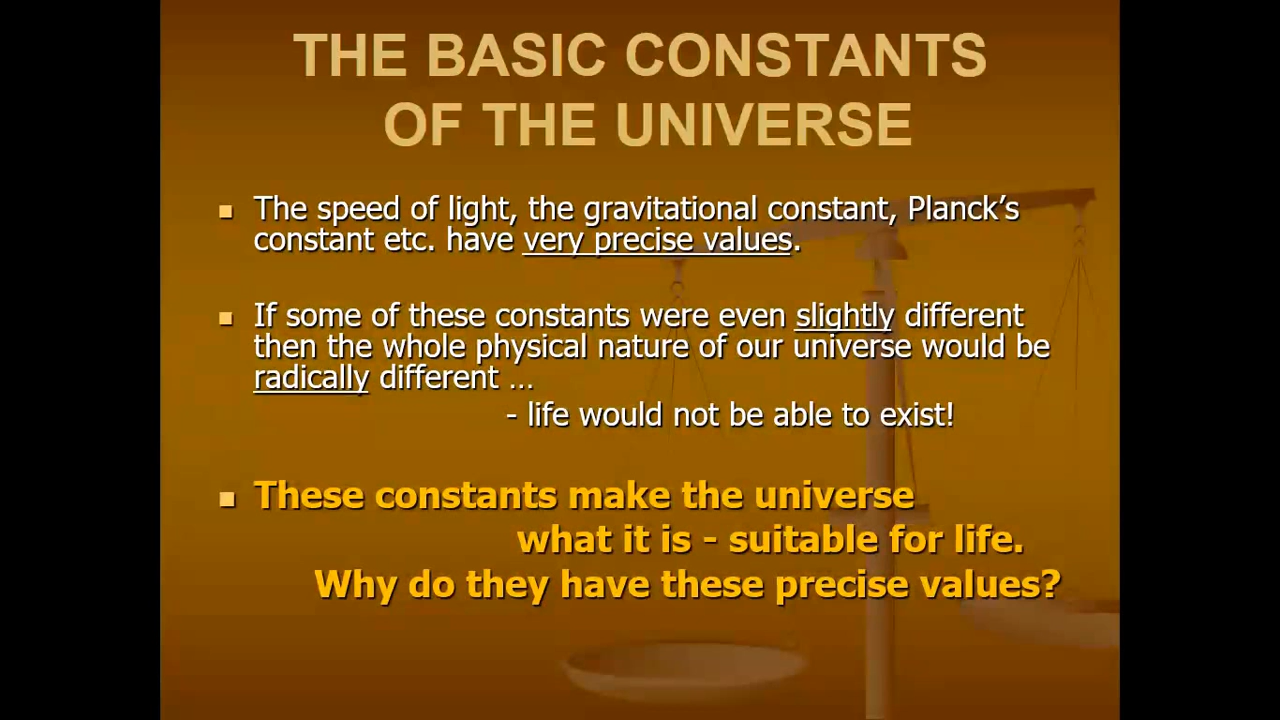 THE BASIC CONSTANTS
OF THE UNIVERSE
▪ The speed of light, the gravitational constant, Planck’s
constant etc. have very precise values.
▪ If some of these constants were even slightly different
then the whole physical nature of our universe would be
radically different …
- life would not be able to exist!
▪ These constants make the universe
what it is - suitable for life.
Why do they have these precise values?